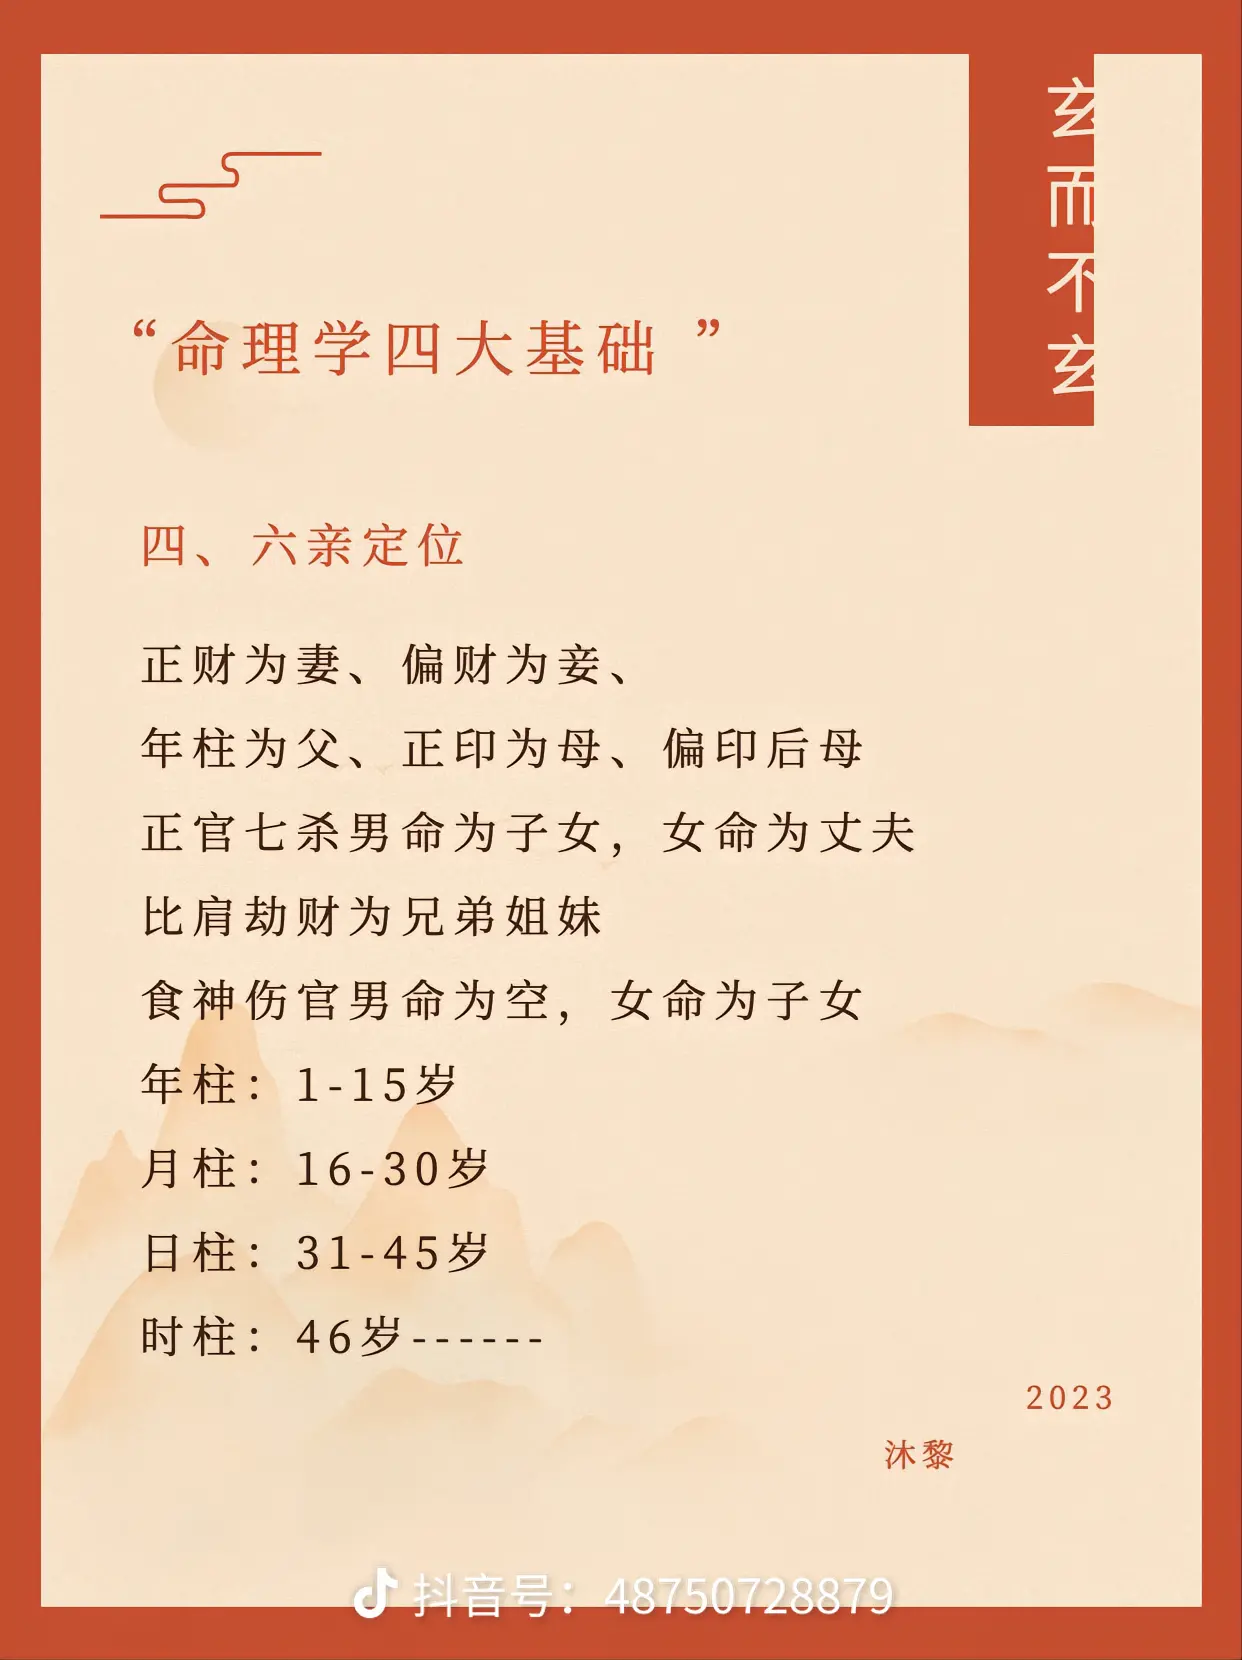 玄而不玄
“命理学四大基础 ”
四、六亲定位
正财为妻、偏财为妾、
年柱为父、正印为母、偏印后母
正官七杀男命为子女，女命为丈夫
比肩劫财为兄弟姐妹
食神伤官男命为空，女命为子女
年柱：1-15岁
月柱：16-30岁
日柱：31-45岁
时柱：46岁------
2023
沐黎
抖音号：48750728879